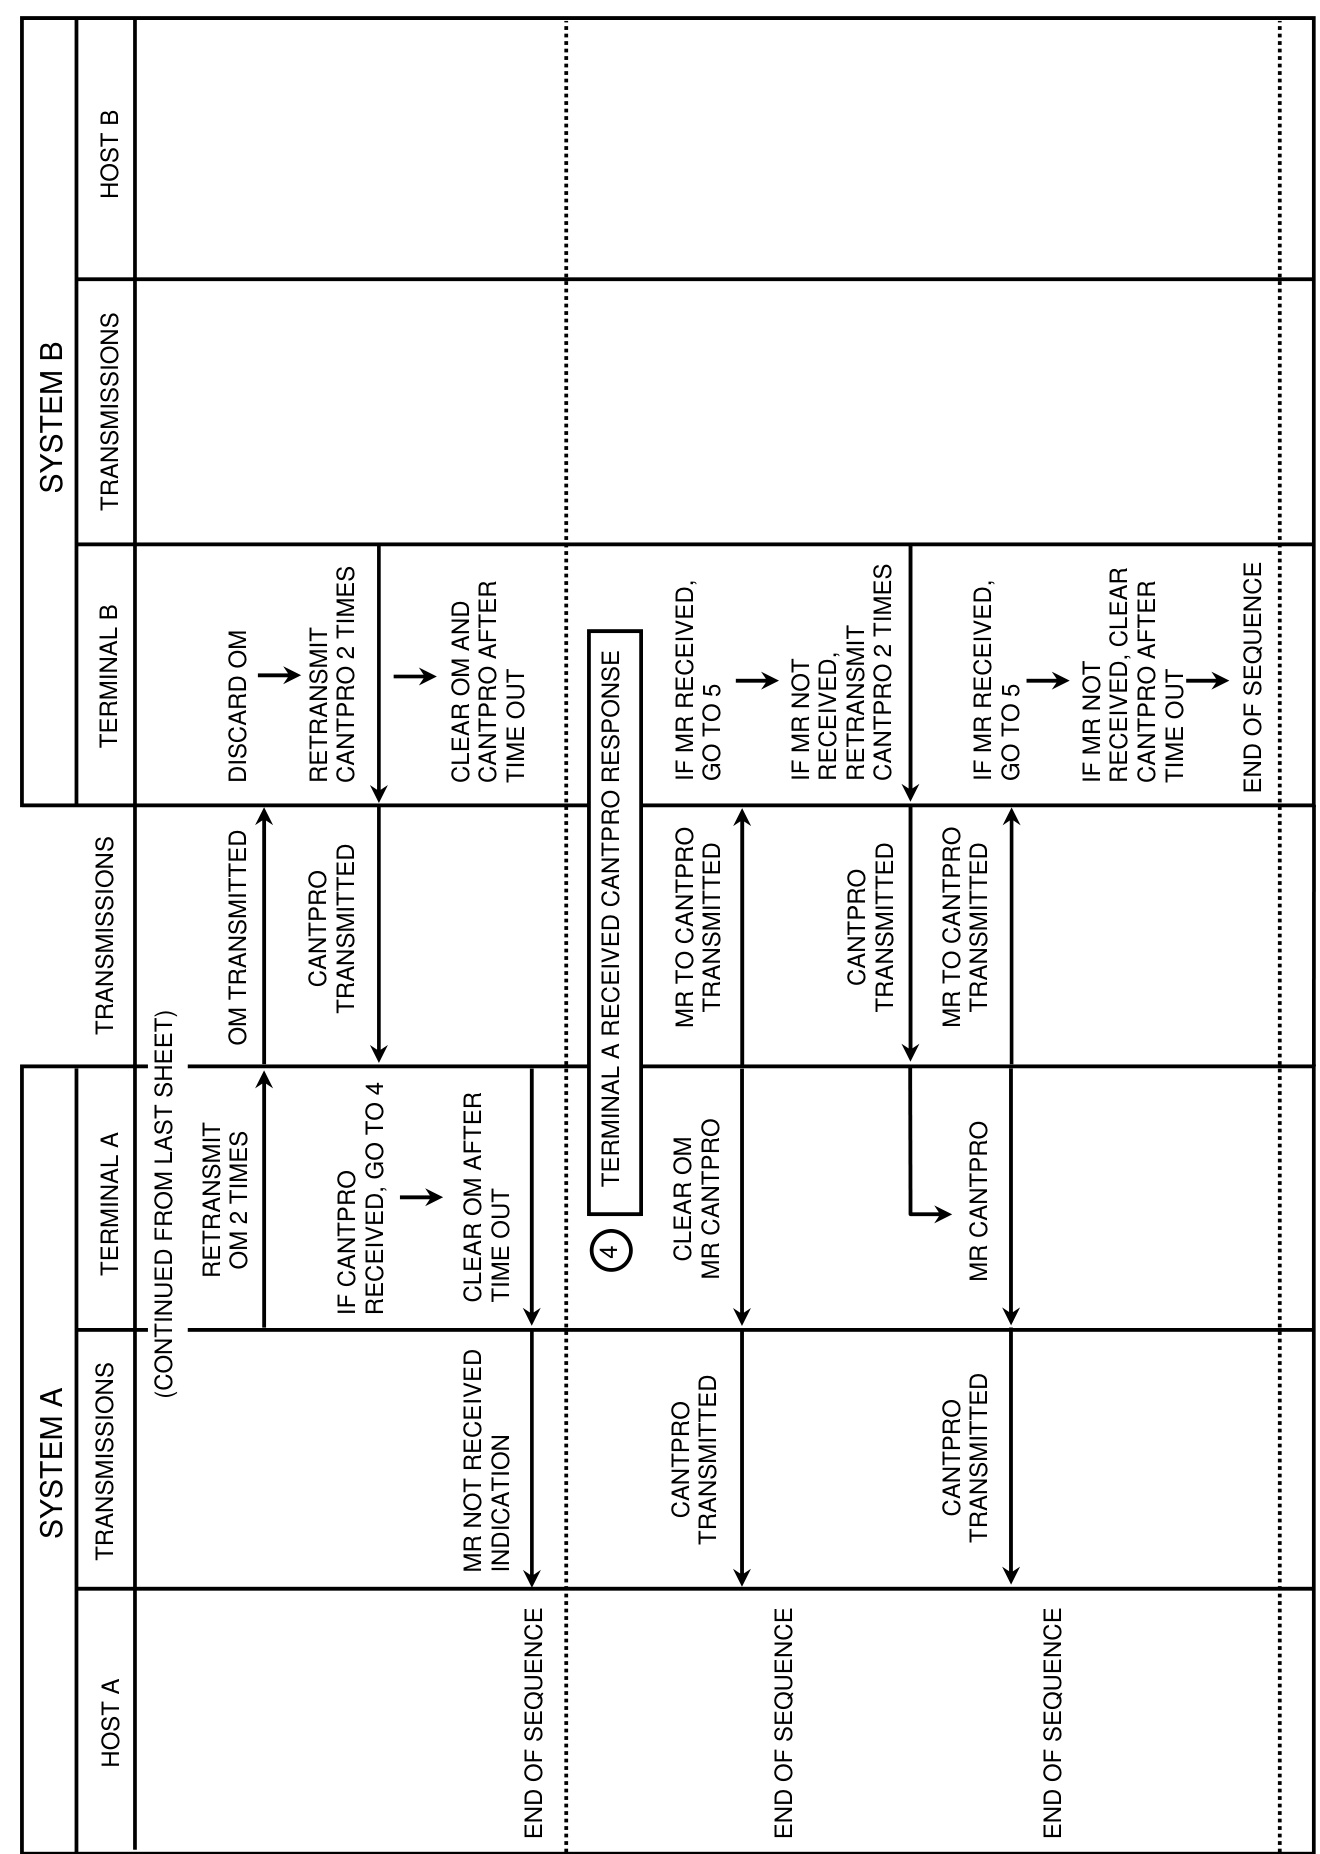 SYSTEM A
SYSTEM B
HOST A
TRANSMISSIONS
TERMINAL A
TRANSMISSIONS
TERMINAL B
TRANSMISSIONS
HOST B
(CONTINUED FROM LAST SHEET)
RETRANSMIT
OM 2 TIMES
OM TRANSMITTED
DISCARD OM
RETRANSMIT
CANTPRO 2 TIMES
CANTPRO
TRANSMITTED
IF CANTPRO
RECEIVED, GO TO 4
CLEAR OM AND
CANTPRO AFTER
TIME OUT
CLEAR OM AFTER
TIME OUT
MR NOT RECEIVED
INDICATION
END OF SEQUENCE
4
TERMINAL A RECEIVED CANTPRO RESPONSE
CLEAR OM
MR CANTPRO
CANTPRO
TRANSMITTED
MR TO CANTPRO
TRANSMITTED
IF MR RECEIVED,
GO TO 5
END OF SEQUENCE
IF MR NOT
RECEIVED,
RETRANSMIT
CANTPRO 2 TIMES
CANTPRO
TRANSMITTED
MR CANTPRO
CANTPRO
TRANSMITTED
MR TO CANTPRO
TRANSMITTED
IF MR RECEIVED,
GO TO 5
END OF SEQUENCE
IF MR NOT
RECEIVED, CLEAR
CANTPRO AFTER
TIME OUT
END OF SEQUENCE